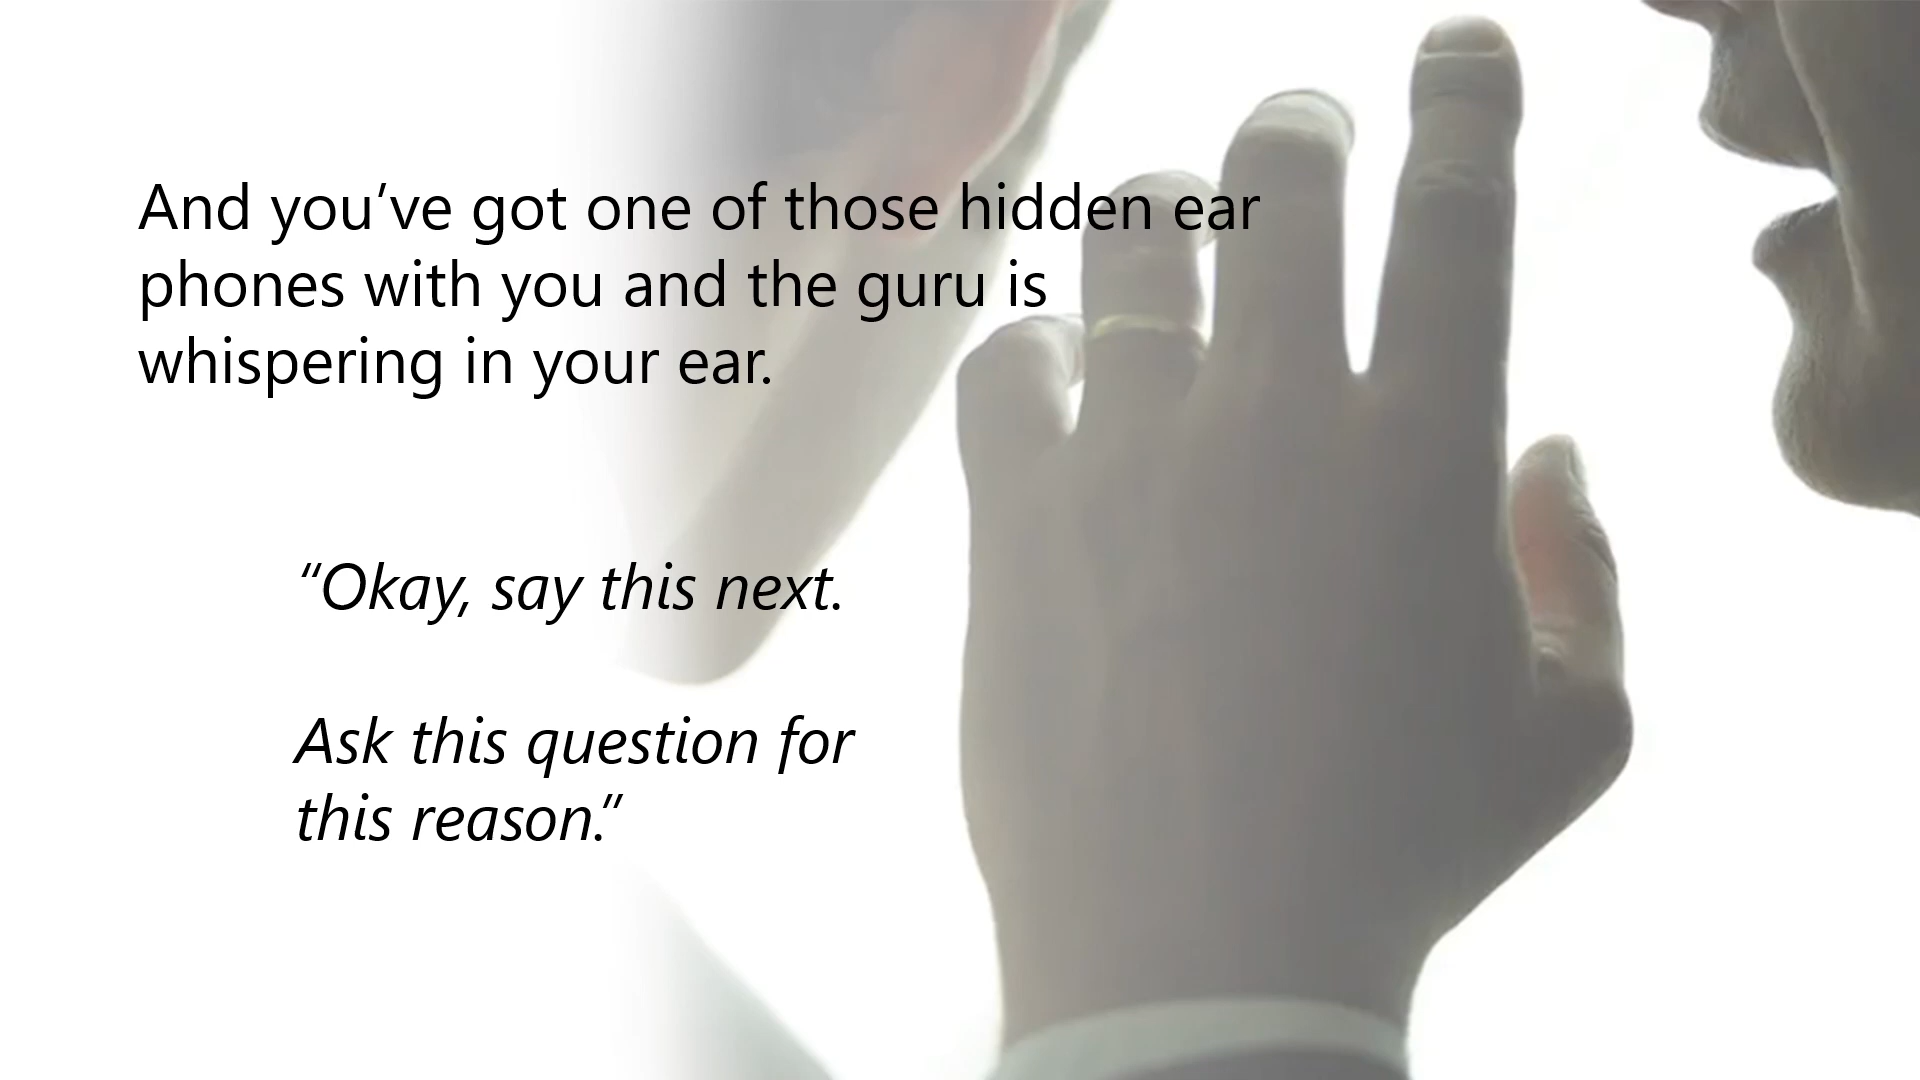 And you’ve got one of those hidden ear
phones with you and the guru is
whispering in your ear.
“Okay, say this next.
Ask this question for
this reason.”